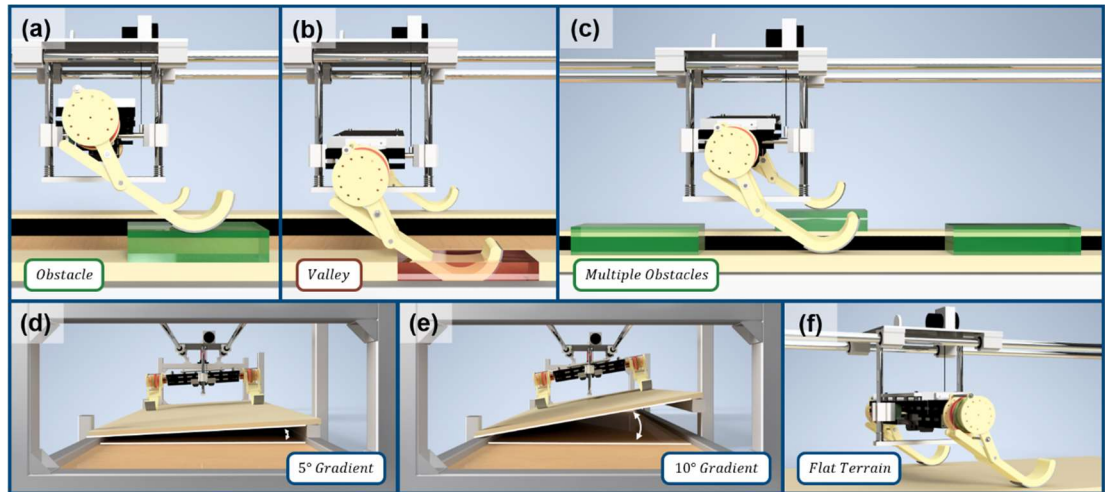 (a)
Obstacle
(b)
Valley
(c)
Multiple Obstacles
(d)
5° Gradient
(e)
10° Gradient
(f)
Flat Terrain